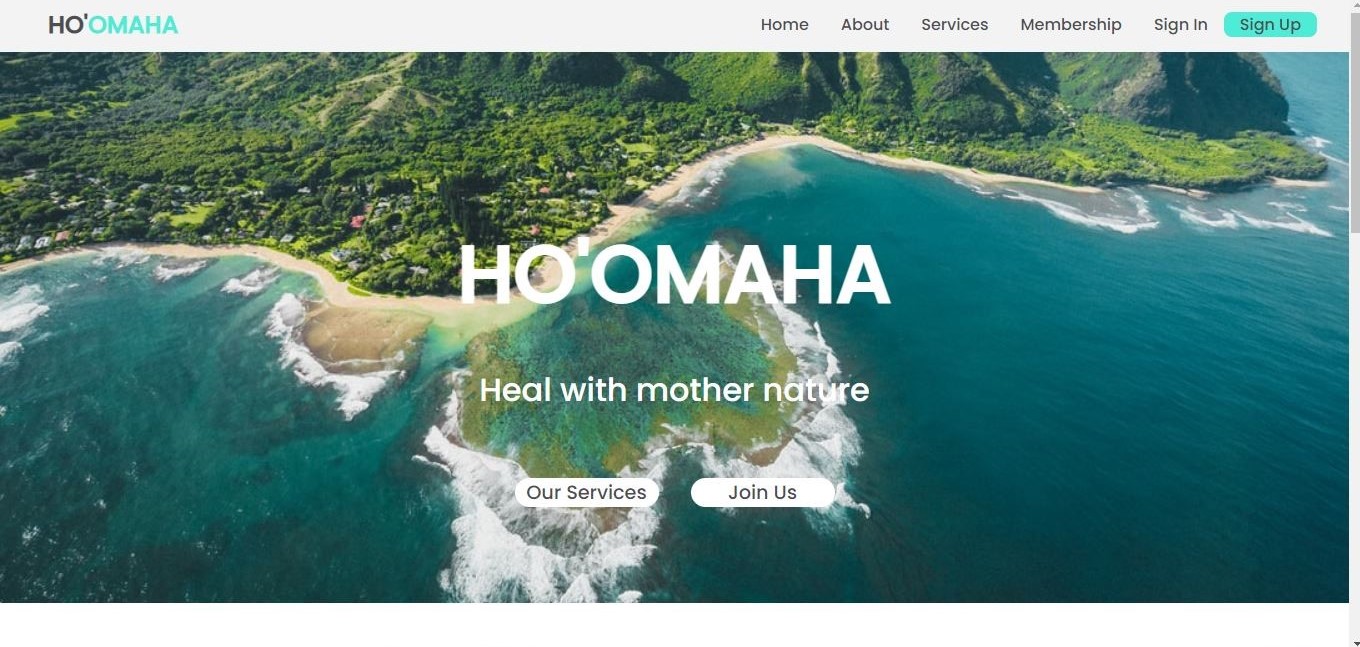 HO'OMAHA
Home About Services Membership Sign In Sign Up
HO'OMAHA
Heal with mother nature
Our Services Join Us